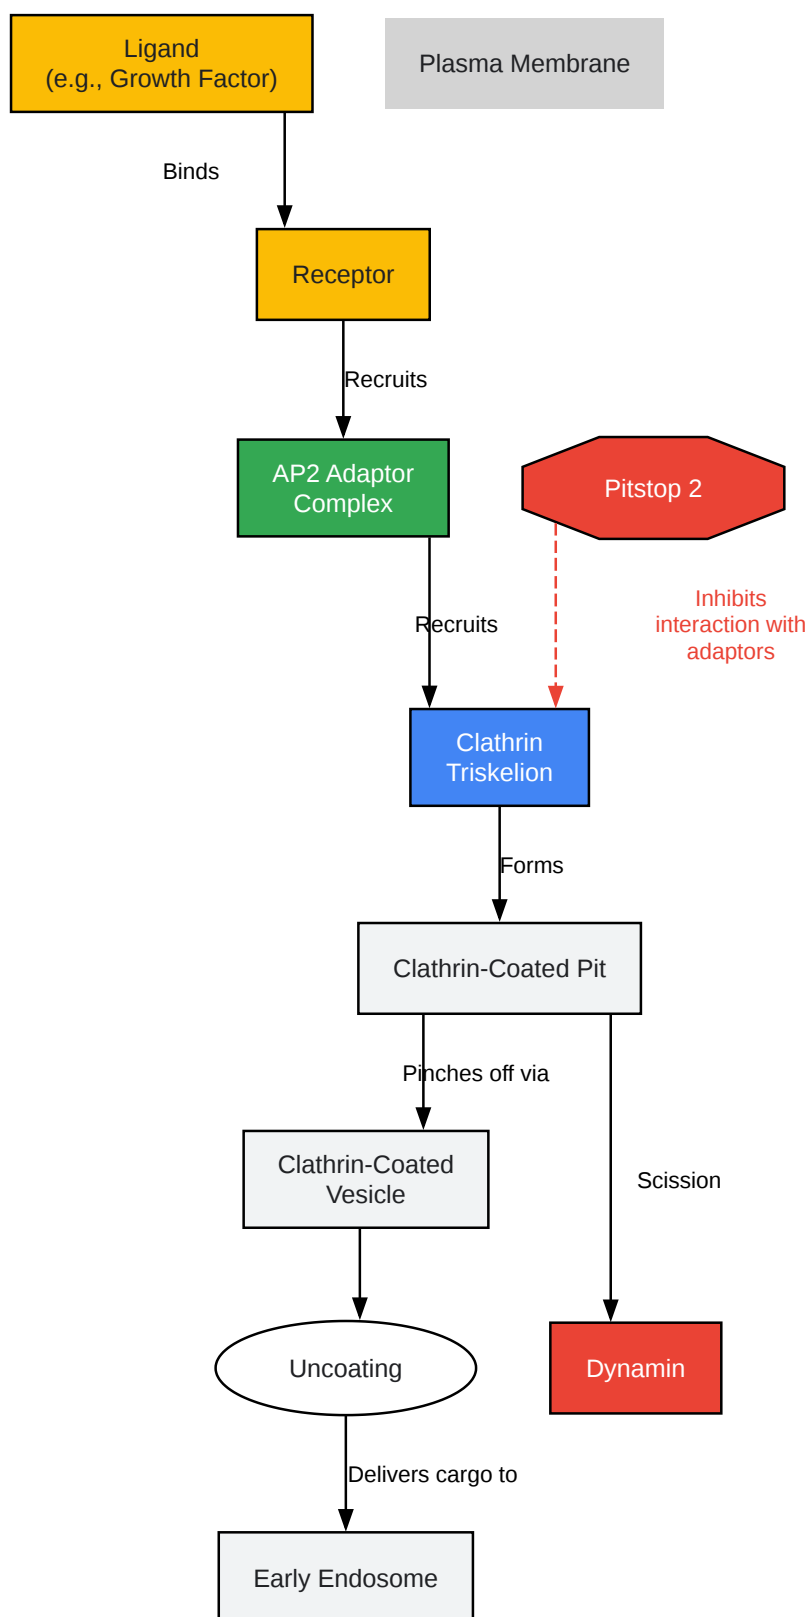 Ligand
(e.g., Growth Factor)
Plasma Membrane
Binds
Receptor
Recruits
AP2 Adaptor
Complex
Pitstop 2
Inhibits
interaction with
adaptors
Recruits
Clathrin
Triskelion
Forms
Clathrin-Coated Pit
Pinches off via
Clathrin-Coated
Vesicle
Scission
Uncoating
Dynamin
Delivers cargo to
Early Endosome